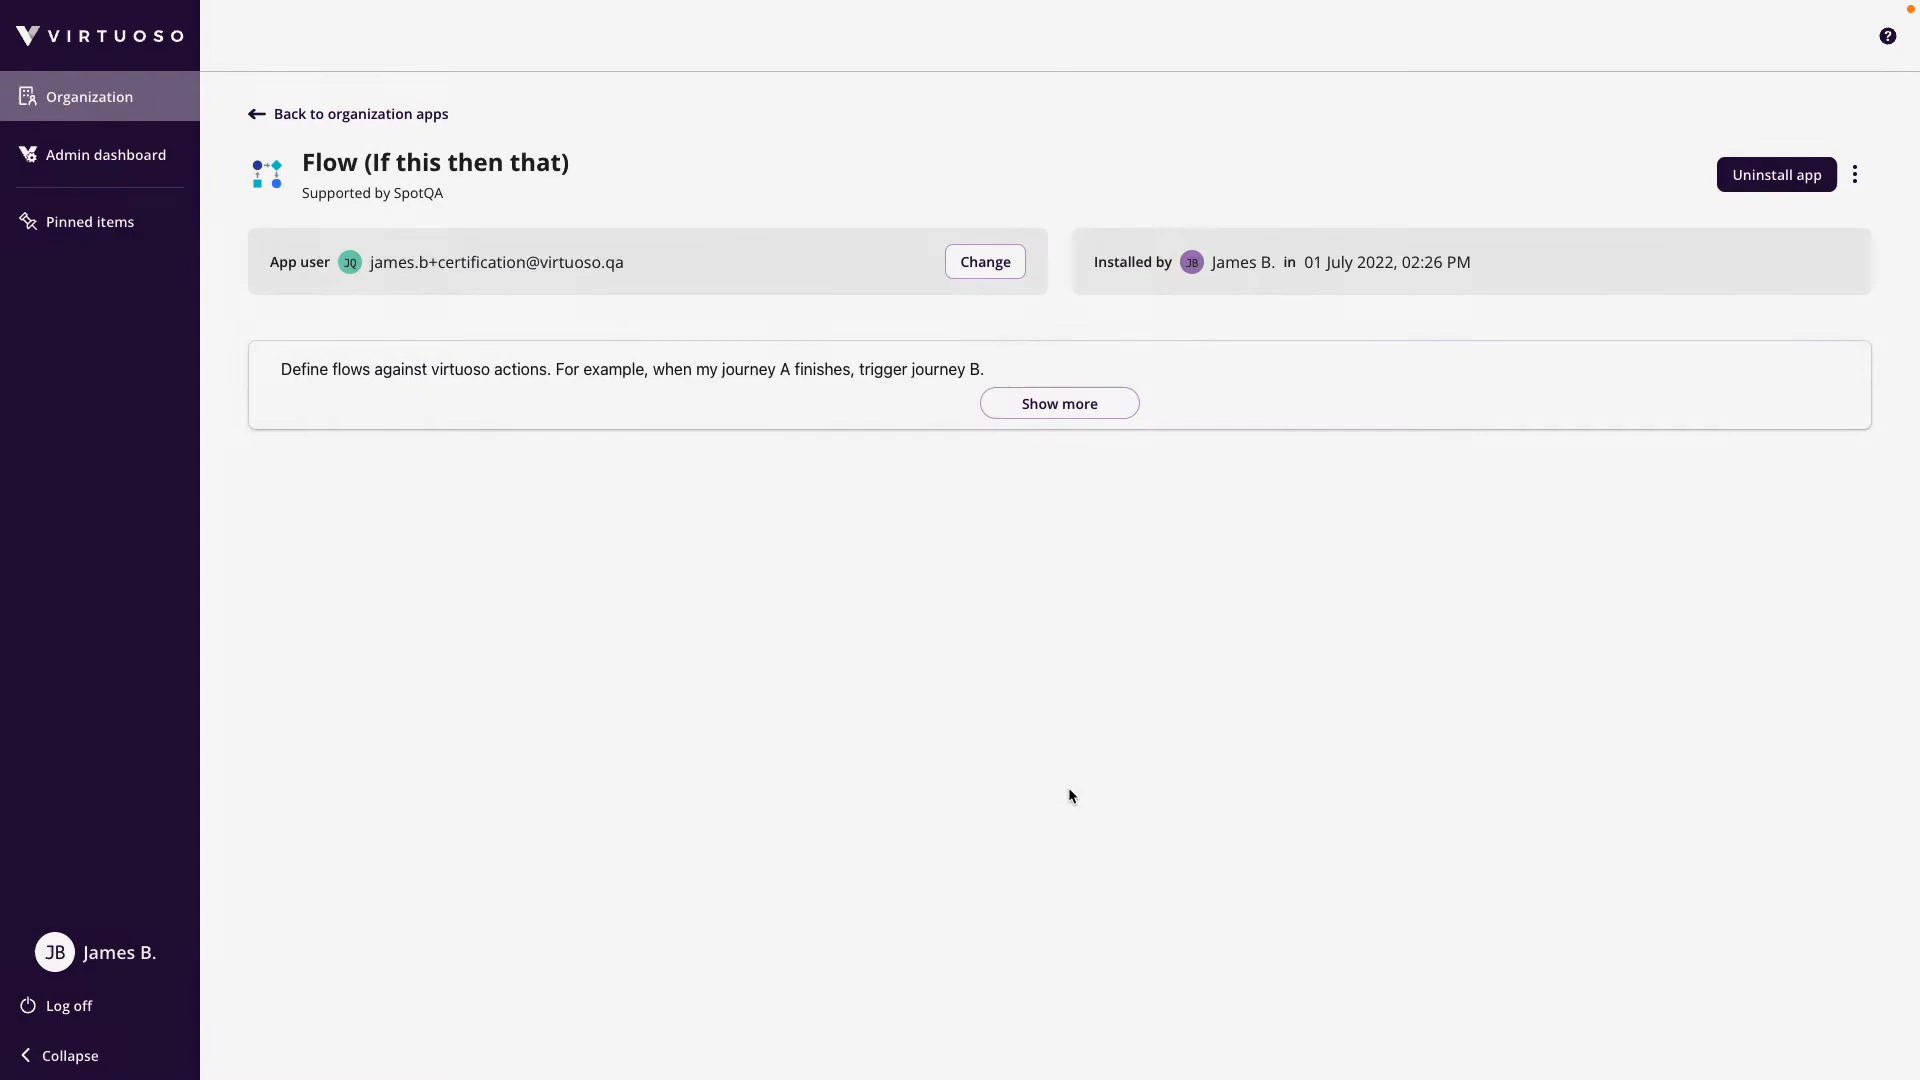 VIRTUOSO
?
Organization
Admin dashboard
Pinned items
Back to organization apps
Flow (If this then that)
Supported by SpotQA
Uninstall app
App user JQ james.b+certification@virtuoso.qa
Change
Installed by JB James B. in 01 July 2022, 02:26 PM
Define flows against virtuoso actions. For example, when my journey A finishes, trigger journey B.
Show more
JB James B.
Log off
Collapse